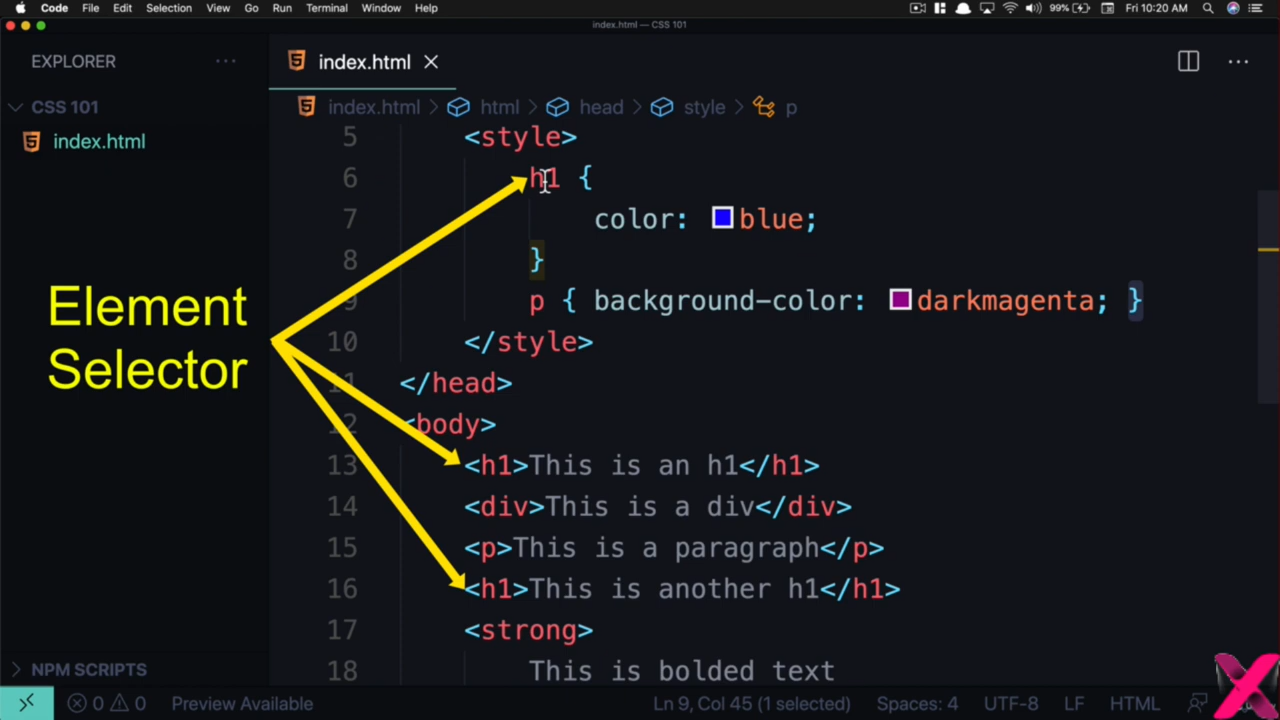 Code File Edit Selection View Go Run Terminal Window Help 99% Fri 10:20 AM
index.html — CSS 101
EXPLORER ··· index.html
CSS 101
index.html
index.html > html > head > style > p
5 <style>
6 h1 {
7 color: blue;
8 }
9 p { background-color: darkmagenta; }
10 </style>
11 </head>
12 <body>
13 <h1>This is an h1</h1>
14 <div>This is a div</div>
15 <p>This is a paragraph</p>
16 <h1>This is another h1</h1>
17 <strong>
18 This is bolded text
Element
Selector
NPM SCRIPTS
0 0 Preview Available Ln 9, Col 45 (1 selected) Spaces: 4 UTF-8 LF HTML
X